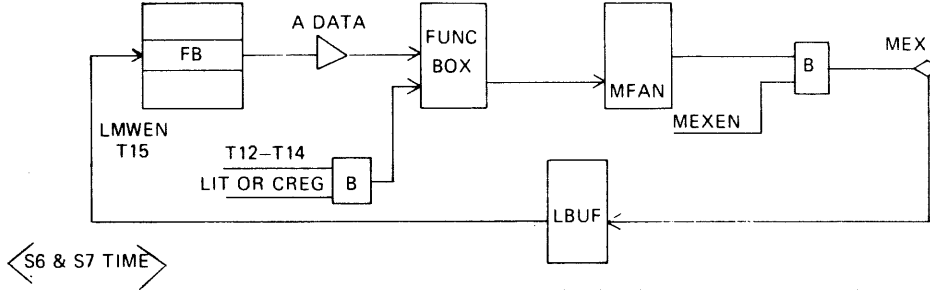 A DATA
FB
FUNC
BOX
MFAN
B
MEX
MEXEN
LMWEN
T15
T12–T14
LIT OR CREG
B
LBUF
S6 & S7 TIME